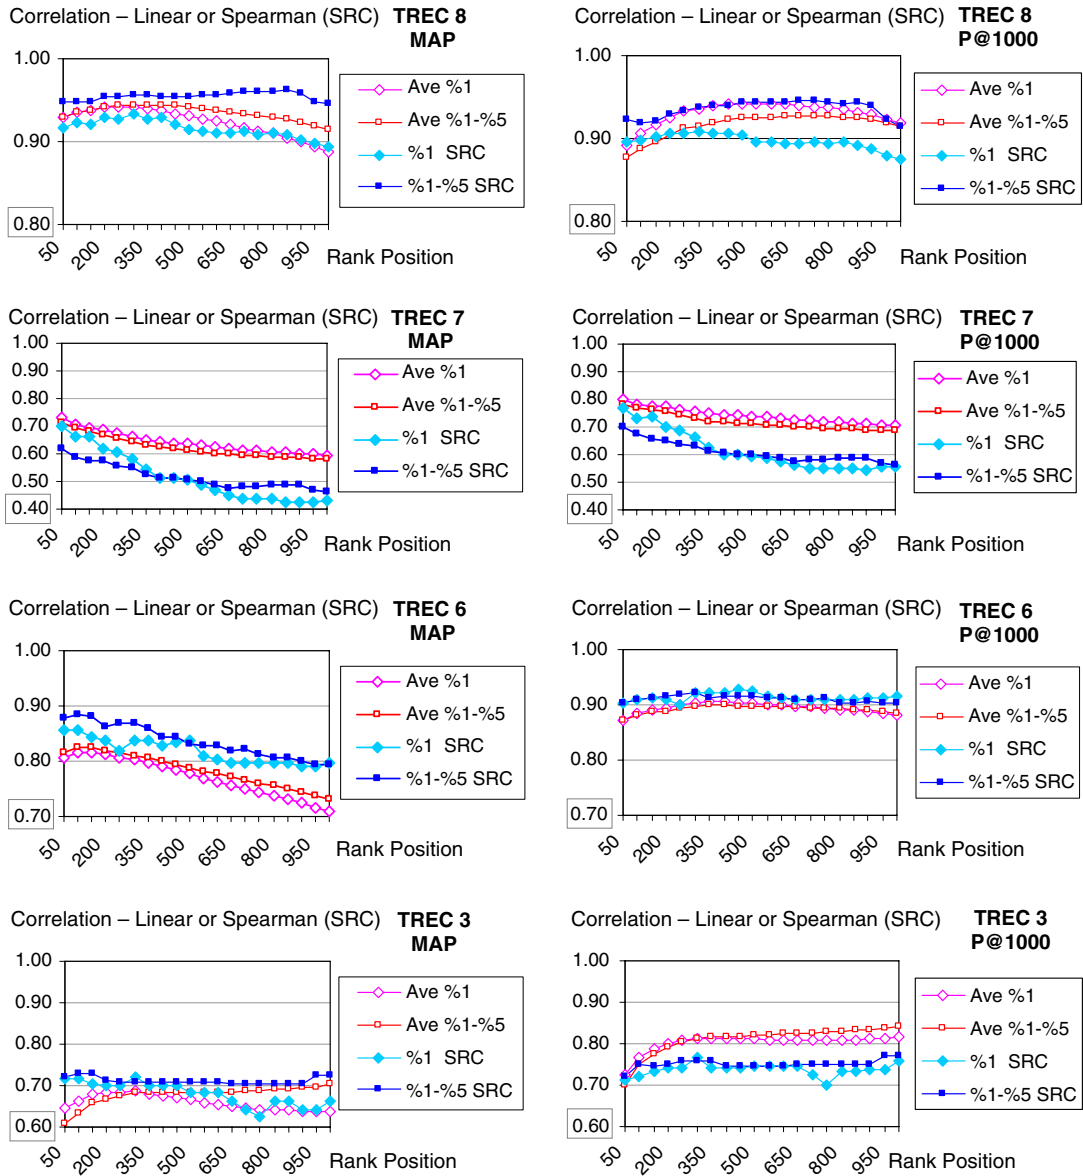 Correlation – Linear or Spearman (SRC) TREC 8
MAP
1.00
0.90
0.80
50
200
350
500
650
800
950
Rank Position
Ave %1
Ave %1-%5
%1 SRC
%1-%5 SRC
Correlation – Linear or Spearman (SRC) TREC 8
P@1000
1.00
0.90
0.80
50
200
350
500
650
800
950
Rank Position
Ave %1
Ave %1-%5
%1 SRC
%1-%5 SRC
Correlation – Linear or Spearman (SRC) TREC 7
MAP
1.00
0.90
0.80
0.70
0.60
0.50
0.40
50
200
350
500
650
800
950
Rank Position
Ave %1
Ave %1-%5
%1 SRC
%1-%5 SRC
Correlation – Linear or Spearman (SRC) TREC 7
P@1000
1.00
0.90
0.80
0.70
0.60
0.50
0.40
50
200
350
500
650
800
950
Rank Position
Ave %1
Ave %1-%5
%1 SRC
%1-%5 SRC
Correlation – Linear or Spearman (SRC) TREC 6
MAP
1.00
0.90
0.80
0.70
50
200
350
500
650
800
950
Rank Position
Ave %1
Ave %1-%5
%1 SRC
%1-%5 SRC
Correlation – Linear or Spearman (SRC) TREC 6
P@1000
1.00
0.90
0.80
0.70
50
200
350
500
650
800
950
Rank Position
Ave %1
Ave %1-%5
%1 SRC
%1-%5 SRC
Correlation – Linear or Spearman (SRC) TREC 3
MAP
1.00
0.90
0.80
0.70
0.60
50
200
350
500
650
800
950
Rank Position
Ave %1
Ave %1-%5
%1 SRC
%1-%5 SRC
Correlation – Linear or Spearman (SRC) TREC 3
P@1000
1.00
0.90
0.80
0.70
0.60
50
200
350
500
650
800
950
Rank Position
Ave %1
Ave %1-%5
%1 SRC
%1-%5 SRC